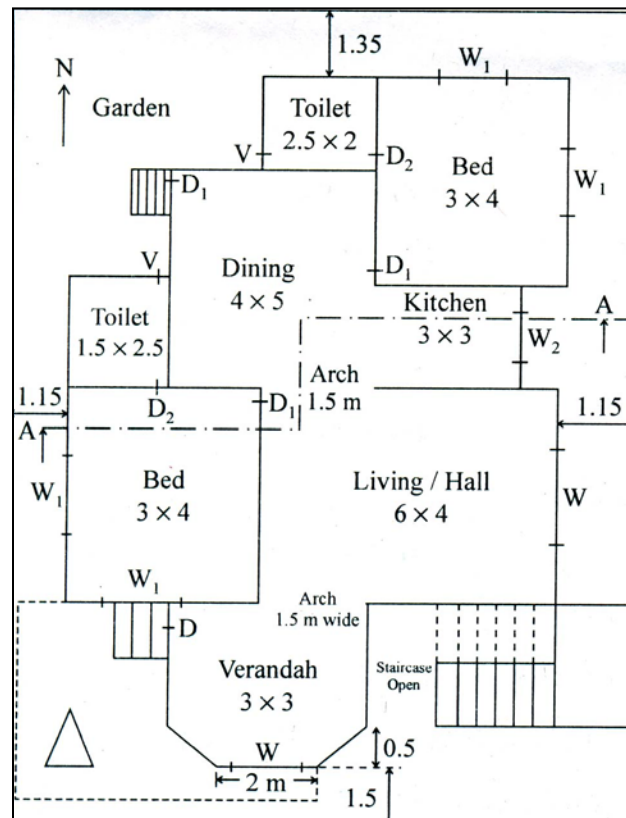 1.35
N
W1
Garden
Toilet
2.5 × 2
V
D2
Bed
3 × 4
W1
D1
Dining
4 × 5
D1
V
Kitchen
3 × 3
A
Toilet
1.5 × 2.5
W2
Arch
1.5 m
1.15
D2
D1
1.15
A
Bed
3 × 4
W1
Living / Hall
6 × 4
W
W1
Arch
1.5 m wide
D
Verandah
3 × 3
Staircase
Open
W
0.5
2 m
1.5